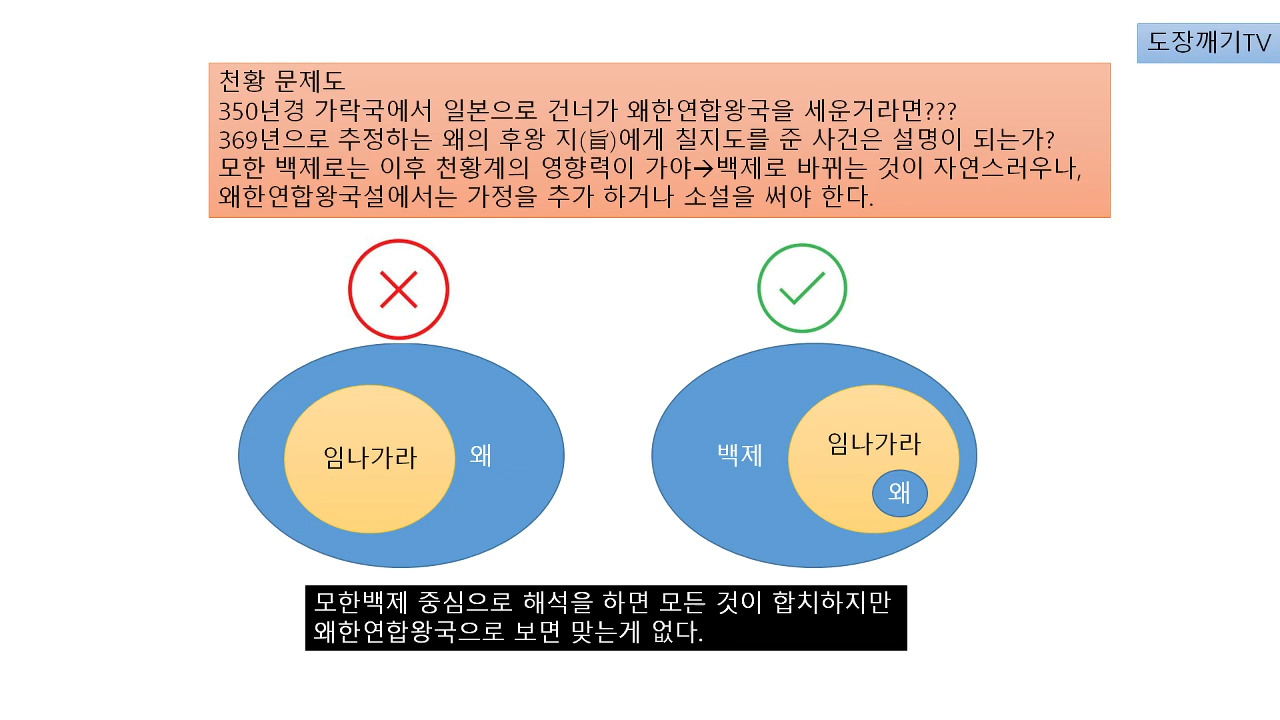 도장깨기TV
천황 문제도
350년경 가락국에서 일본으로 건너가 왜한연합왕국을 세운거라면???
369년으로 추정하는 왜의 후왕 지(旨)에게 칠지도를 준 사건은 설명이 되는가?
모한 백제로는 이후 천황계의 영향력이 가야→백제로 바뀌는 것이 자연스러우나,
왜한연합왕국설에서는 가정을 추가 하거나 소설을 써야 한다.
임나가라
왜
백제
임나가라
왜
모한백제 중심으로 해석을 하면 모든 것이 합치하지만
왜한연합왕국으로 보면 맞는게 없다.